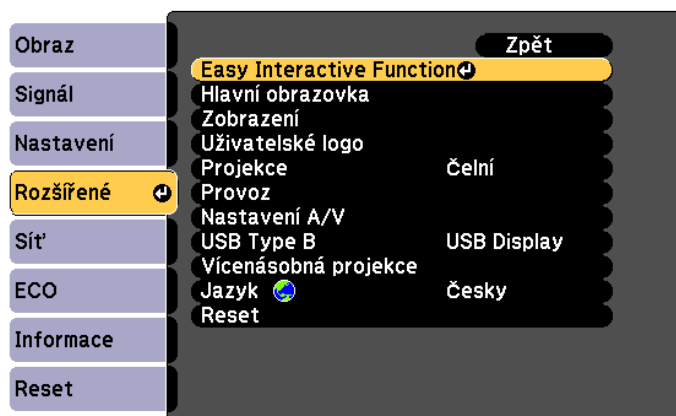 Obraz
Signál
Nastavení
Rozšířené
Síť
ECO
Informace
Reset
Zpět
Easy Interactive Function
Hlavní obrazovka
Zobrazení
Uživatelské logo
Projekce Čelní
Provoz
Nastavení A/V
USB Type B USB Display
Vícenásobná projekce
Jazyk Česky
Reset